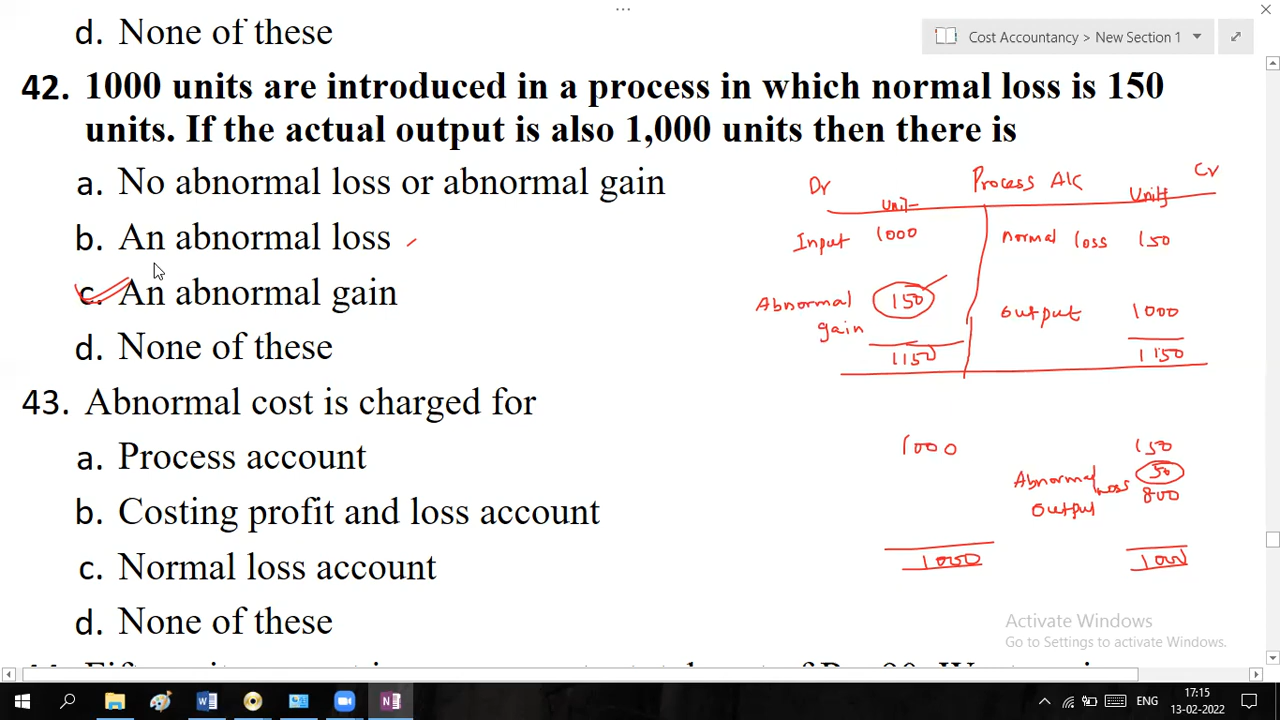 d. None of these
Cost Accountancy > New Section 1
42. 1000 units are introduced in a process in which normal loss is 150
units. If the actual output is also 1,000 units then there is
a. No abnormal loss or abnormal gain
b. An abnormal loss
c. An abnormal gain
d. None of these
Dr Process A/c Cr
Unit Units
Input 1000 Normal loss 150
Abnormal gain 150 Output 1000
1150 1150
43. Abnormal cost is charged for
a. Process account
b. Costing profit and loss account
c. Normal loss account
d. None of these
1000 150
Abnormal loss 50
Output 800
1000 1000
Activate Windows
Go to Settings to activate Windows.
ENG
17:15
13-02-2022